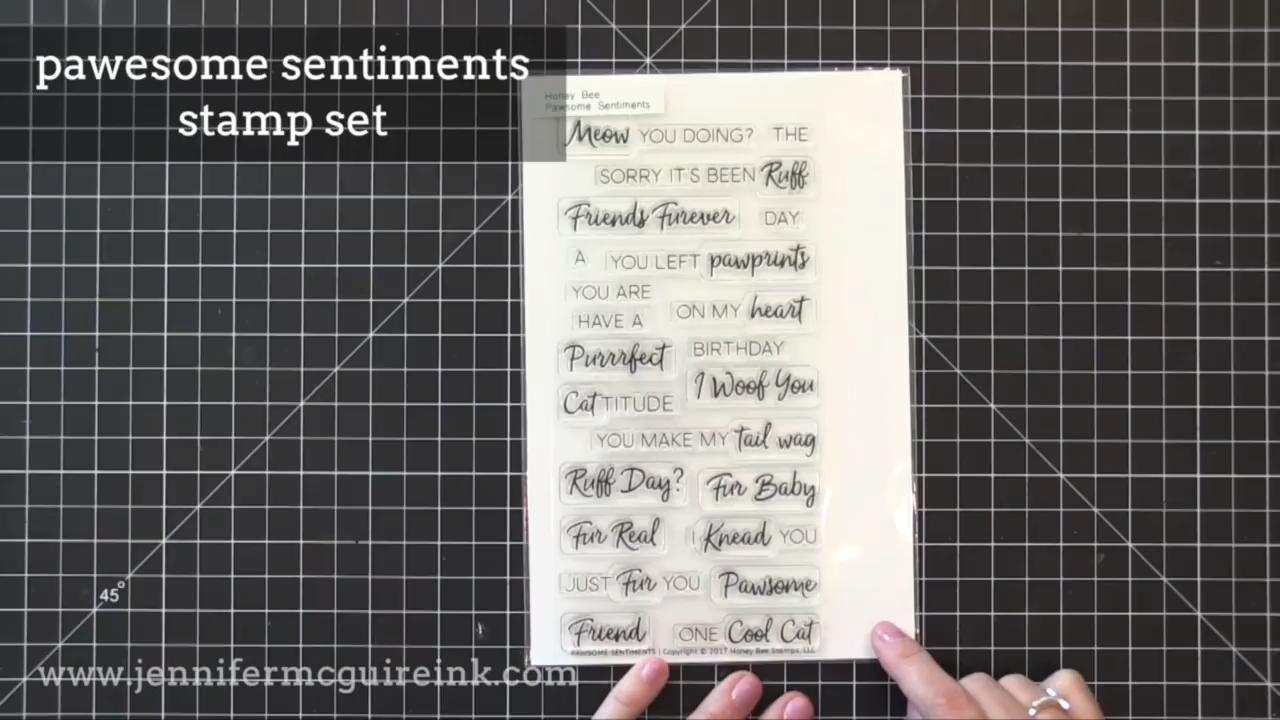 pawesome sentiments
stamp set
Honey Bee
Pawsome Sentiments
Meow YOU DOING? THE
SORRY IT'S BEEN Ruff
Friends Furever DAY
A YOU LEFT pawprints
YOU ARE
HAVE A ON MY heart
Purrrfect BIRTHDAY
CatTITUDE I Woof You
YOU MAKE MY tail wag
Ruff Day? Fur Baby
Fur Real I Knead YOU
JUST Fur YOU Pawsome
Friend ONE Cool Cat
PAWSOME SENTIMENTS | Copyright © 2017 Honey Bee Stamps, LLC
45°
www.jennifermcguireink.com